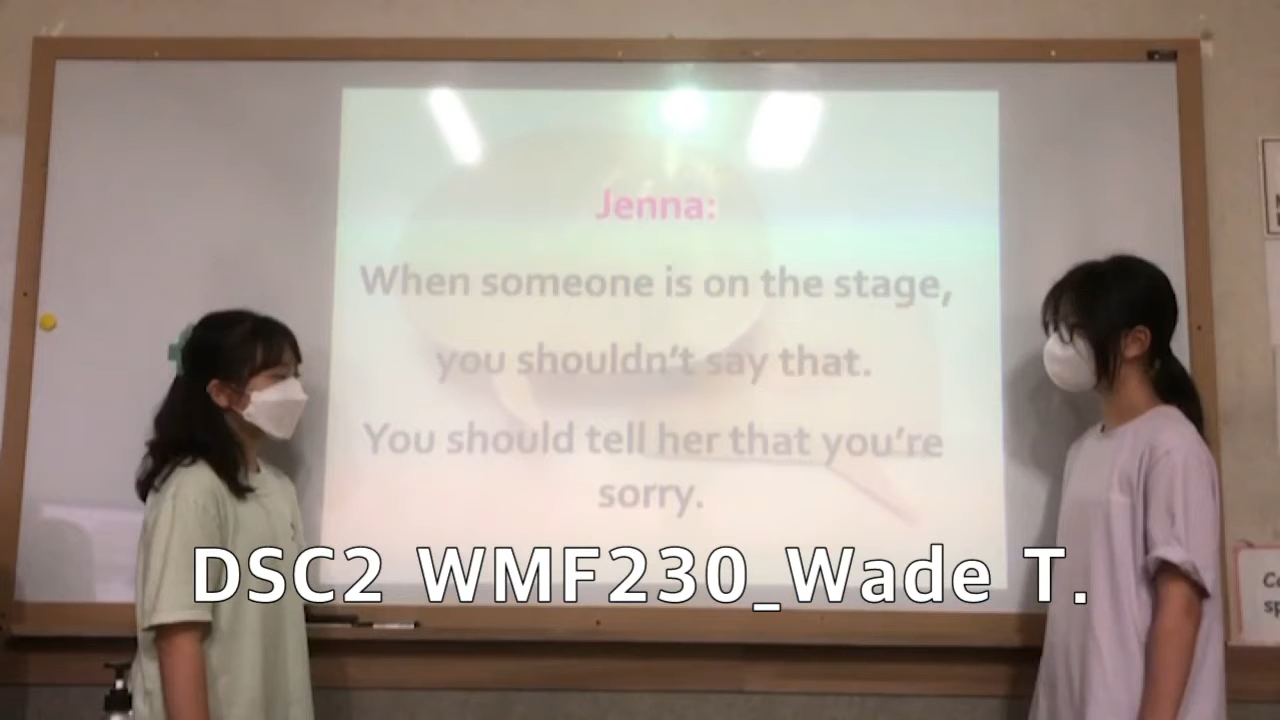 Jenna:
When someone is on the stage,
you shouldn't say that.
You should tell her that you're
sorry.
DSC2 WMF230_Wade T.